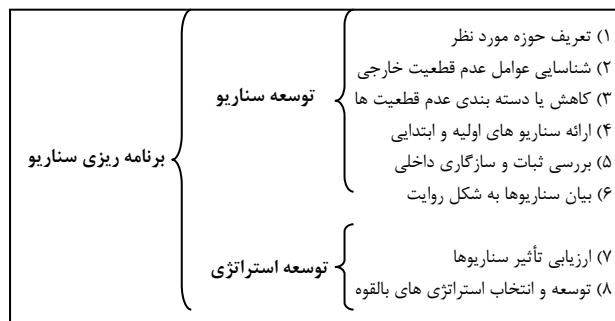 ۱) تعریف حوزه مورد نظر
۲) شناسایی عوامل عدم قطعیت خارجی
۳) کاهش یا دسته بندی عدم قطعیت ها
۴) ارائه سناریو های اولیه و ابتدایی
۵) بررسی ثبات و سازگاری داخلی
۶) بیان سناریوها به شکل روایت
توسعه سناریو
برنامه ریزی سناریو
۷) ارزیابی تأثیر سناریوها
۸) توسعه و انتخاب استراتژی های بالقوه
توسعه استراتژی